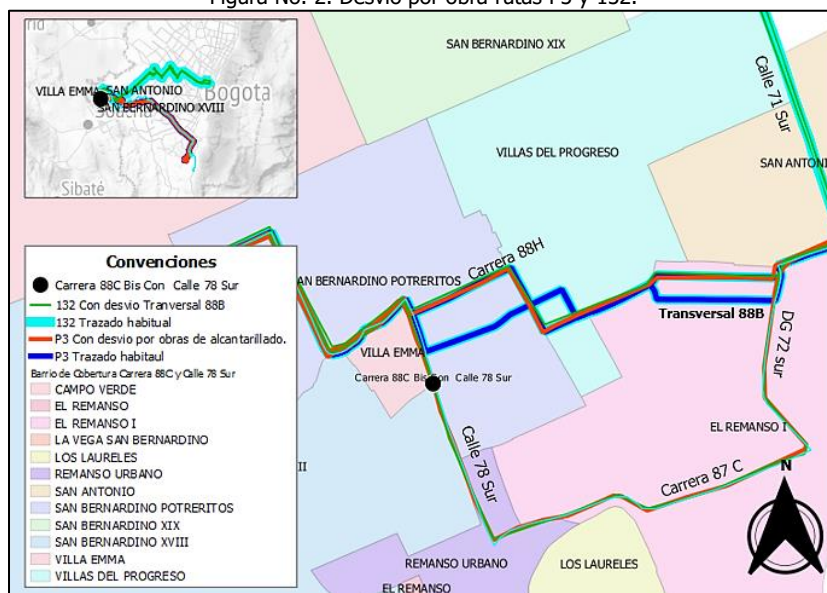 Figura No. 2. Desvío por obra rutas P3 y 132.
VILLA EMMA
SAN ANTONIO
SAN BERNARDINO XVIII
Bogota
Soacha
Sibaté
SAN BERNARDINO XIX
Calle 71 Sur
VILLAS DEL PROGRESO
SAN ANTONI
Convenciones
Carrera 88C Bis Con Calle 78 Sur
132 Con desvio Tranversal 88B
132 Trazado habitual
P3 Con desvio por obras de alcantarillado.
P3 Trazado habitaul
Barrio de Cobertura Carrera 88C y Calle 78 Sur
CAMPO VERDE
EL REMANSO
EL REMANSO I
LA VEGA SAN BERNARDINO
LOS LAURELES
REMANSO URBANO
SAN ANTONIO
SAN BERNARDINO POTRERITOS
SAN BERNARDINO XIX
SAN BERNARDINO XVIII
VILLA EMMA
VILLAS DEL PROGRESO
AN BERNARDINO POTRERITOS
Carrera 88H
Transversal 88B
VILLA EMMA
Carrera 88C Bis Con Calle 78 Sur
DG 72 sur
Calle 78 Sur
EL REMANSO I
Carrera 87 C
II
N
REMANSO URBANO
LOS LAURELES
EL REMANSO